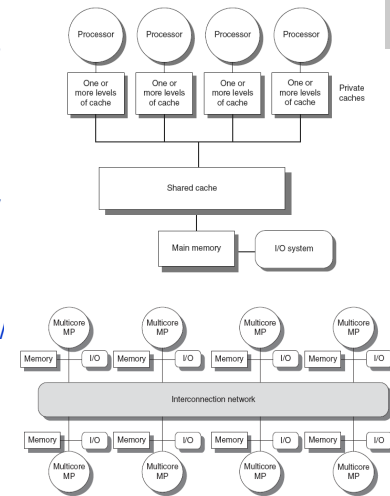 Processor Processor Processor Processor
One or more levels of cache
One or more levels of cache
One or more levels of cache
One or more levels of cache
Private caches
Shared cache
Main memory
I/O system
Multicore MP
Multicore MP
Multicore MP
Multicore MP
Memory I/O Memory I/O Memory I/O Memory I/O
Interconnection network
Memory I/O Memory I/O Memory I/O Memory I/O
Multicore MP
Multicore MP
Multicore MP
Multicore MP